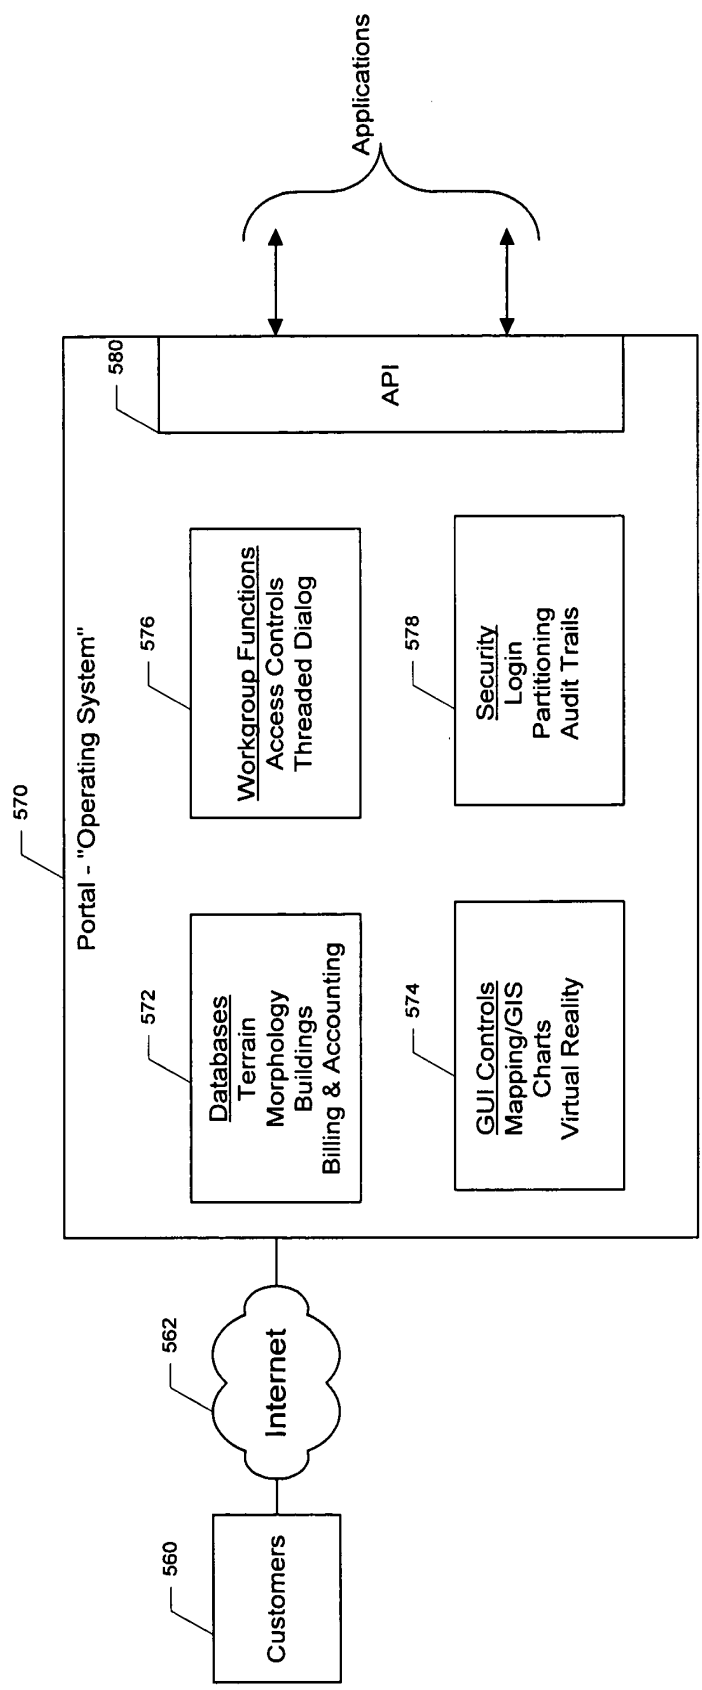 570
Portal - "Operating System"
560
Customers
562
Internet
572
Databases
Terrain
Morphology
Buildings
Billing & Accounting
576
Workgroup Functions
Access Controls
Threaded Dialog
574
GUI Controls
Mapping/GIS
Charts
Virtual Reality
578
Security
Login
Partitioning
Audit Trails
580
API
Applications